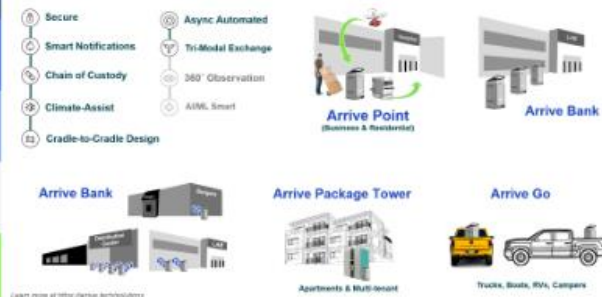 Secure
Smart Notifications
Chain of Custody
Climate-Assist
Cradle-to-Cradle Design
Async Automated
Tri-Modal Exchange
360° Observation
AI/ML Smart
Arrive Point
(Business & Residential)
LAB
Arrive Bank
Arrive Bank
Distribution
Center
LAB
Arrive Package Tower
Apartments & Multi-tenant
Arrive Go
Trucks, Boats, RVs, Campers